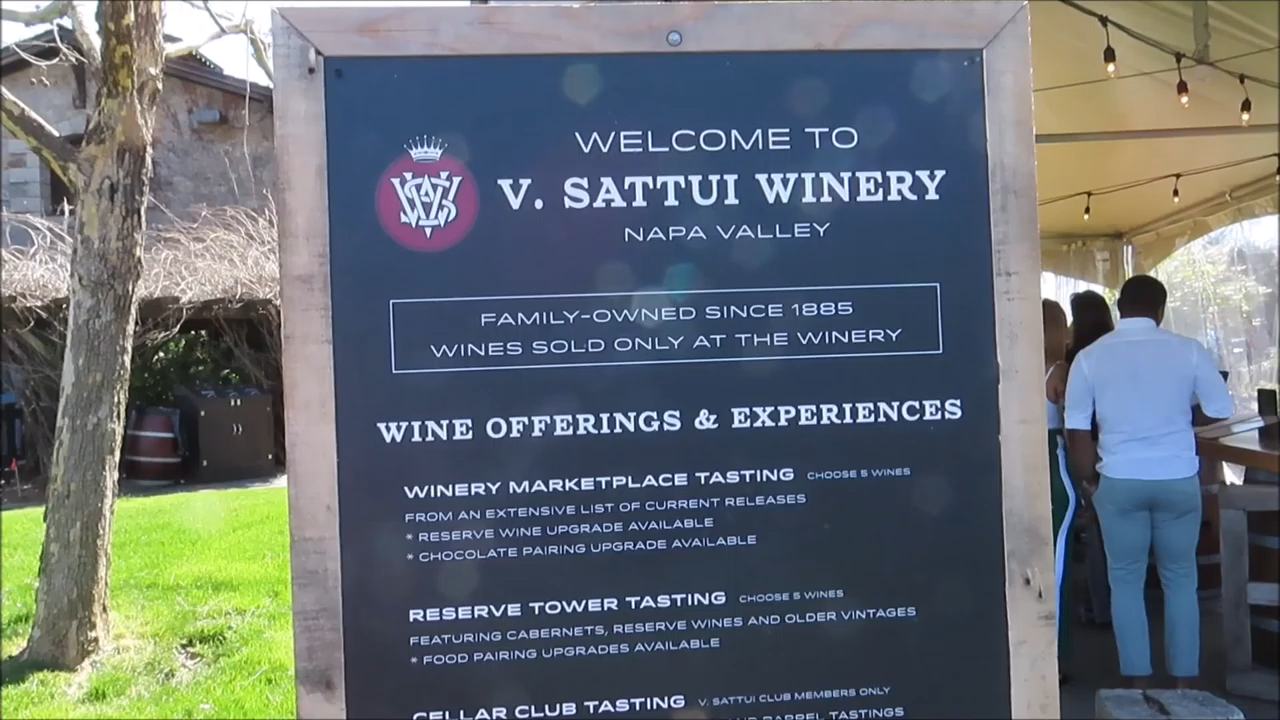 WELCOME TO
V. SATTUI WINERY
NAPA VALLEY
FAMILY-OWNED SINCE 1885
WINES SOLD ONLY AT THE WINERY
WINE OFFERINGS & EXPERIENCES
WINERY MARKETPLACE TASTING CHOOSE 5 WINES
FROM AN EXTENSIVE LIST OF CURRENT RELEASES
* RESERVE WINE UPGRADE AVAILABLE
* CHOCOLATE PAIRING UPGRADE AVAILABLE
RESERVE TOWER TASTING CHOOSE 5 WINES
FEATURING CABERNETS, RESERVE WINES AND OLDER VINTAGES
* FOOD PAIRING UPGRADES AVAILABLE
CELLAR CLUB TASTING V. SATTUI CLUB MEMBERS ONLY
AND BARREL TASTINGS